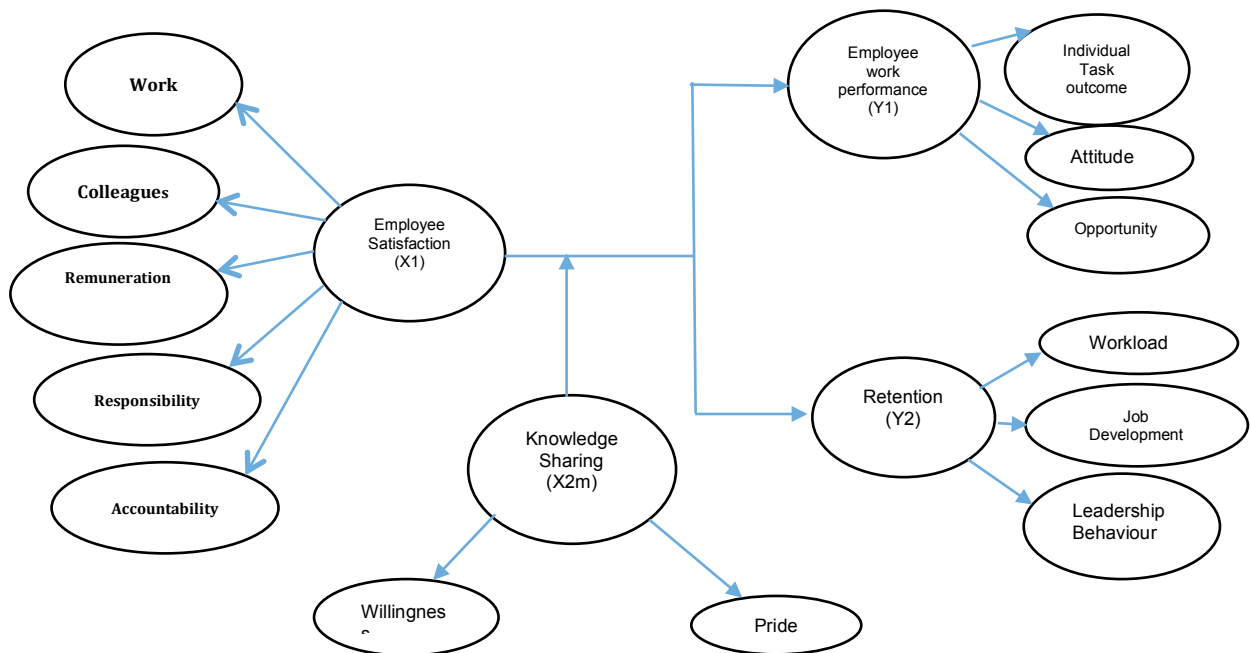 Work
Colleagues
Remuneration
Responsibility
Accountability
Employee
Satisfaction
(X1)
Knowledge
Sharing
(X2m)
Willingnes
Pride
Employee
work
performance
(Y1)
Individual
Task
outcome
Attitude
Opportunity
Retention
(Y2)
Workload
Job
Development
Leadership
Behaviour